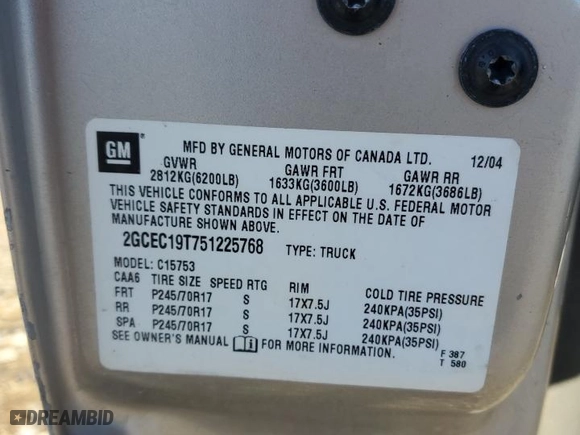 GM
MFD BY GENERAL MOTORS OF CANADA LTD. 12/04
GVWR GAWR FRT GAWR RR
2812KG(6200LB) 1633KG(3600LB) 1672KG(3686LB)
THIS VEHICLE CONFORMS TO ALL APPLICABLE U.S. FEDERAL MOTOR
VEHICLE SAFETY STANDARDS IN EFFECT ON THE DATE OF
MANUFACTURE SHOWN ABOVE.
2GCEC19T751225768 TYPE: TRUCK
MODEL: C15753
CAA6 TIRE SIZE SPEED RTG RIM COLD TIRE PRESSURE
FRT P245/70R17 S 17X7.5J 240KPA(35PSI)
RR P245/70R17 S 17X7.5J 240KPA(35PSI)
SPA P245/70R17 S 17X7.5J 240KPA(35PSI)
SEE OWNER'S MANUAL FOR MORE INFORMATION.
F 387
T 580
DREAMBID